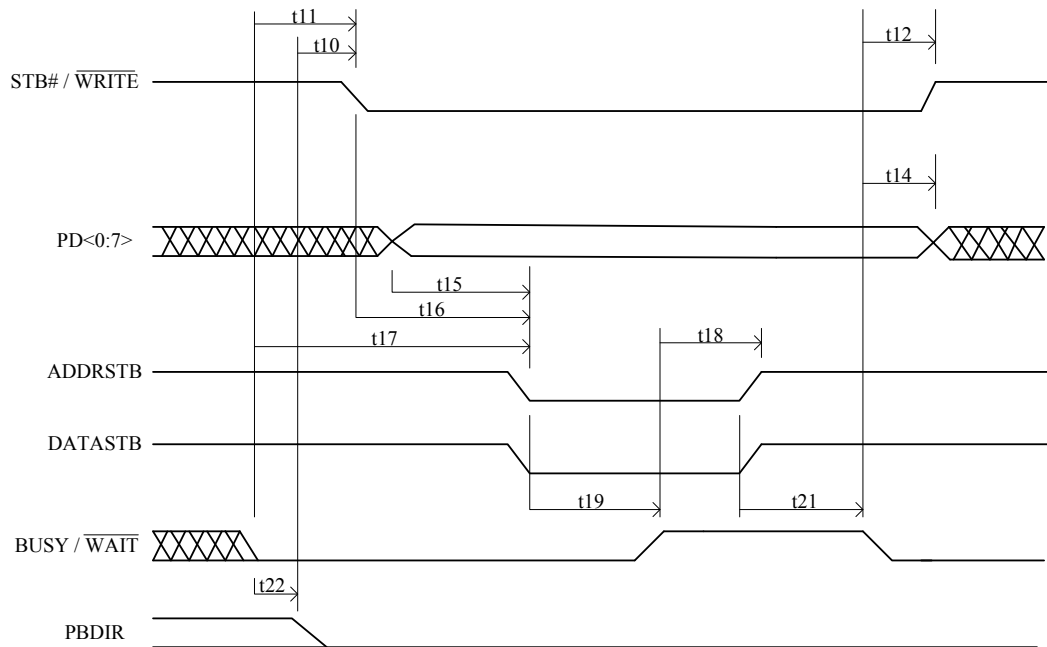 t11
t12
t10
STB# / WRITE
t14
PD<0:7>
t15
t16
t17
t18
ADDRSTB
DATASTB
t19
t21
BUSY / WAIT
t22
PBDIR